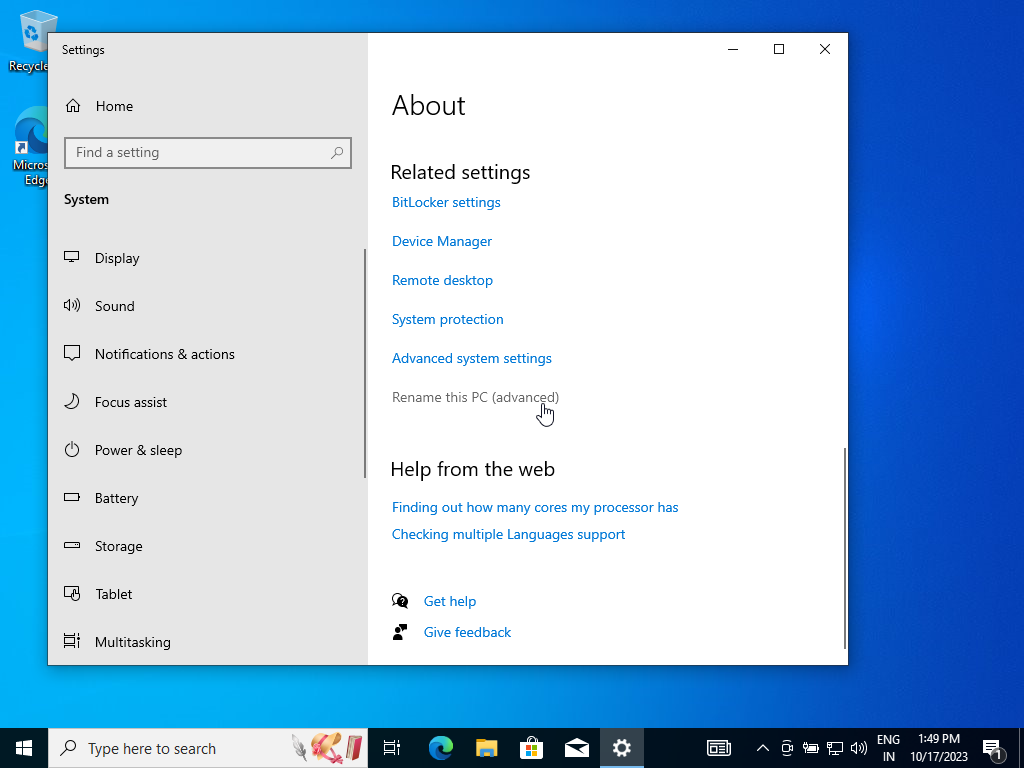 Recycle
Micros
Edge
Settings
Home
Find a setting
System
Display
Sound
Notifications & actions
Focus assist
Power & sleep
Battery
Storage
Tablet
Multitasking
About
Related settings
BitLocker settings
Device Manager
Remote desktop
System protection
Advanced system settings
Rename this PC (advanced)
Help from the web
Finding out how many cores my processor has
Checking multiple Languages support
Get help
Give feedback
Type here to search
ENG
IN
1:49 PM
10/17/2023
1